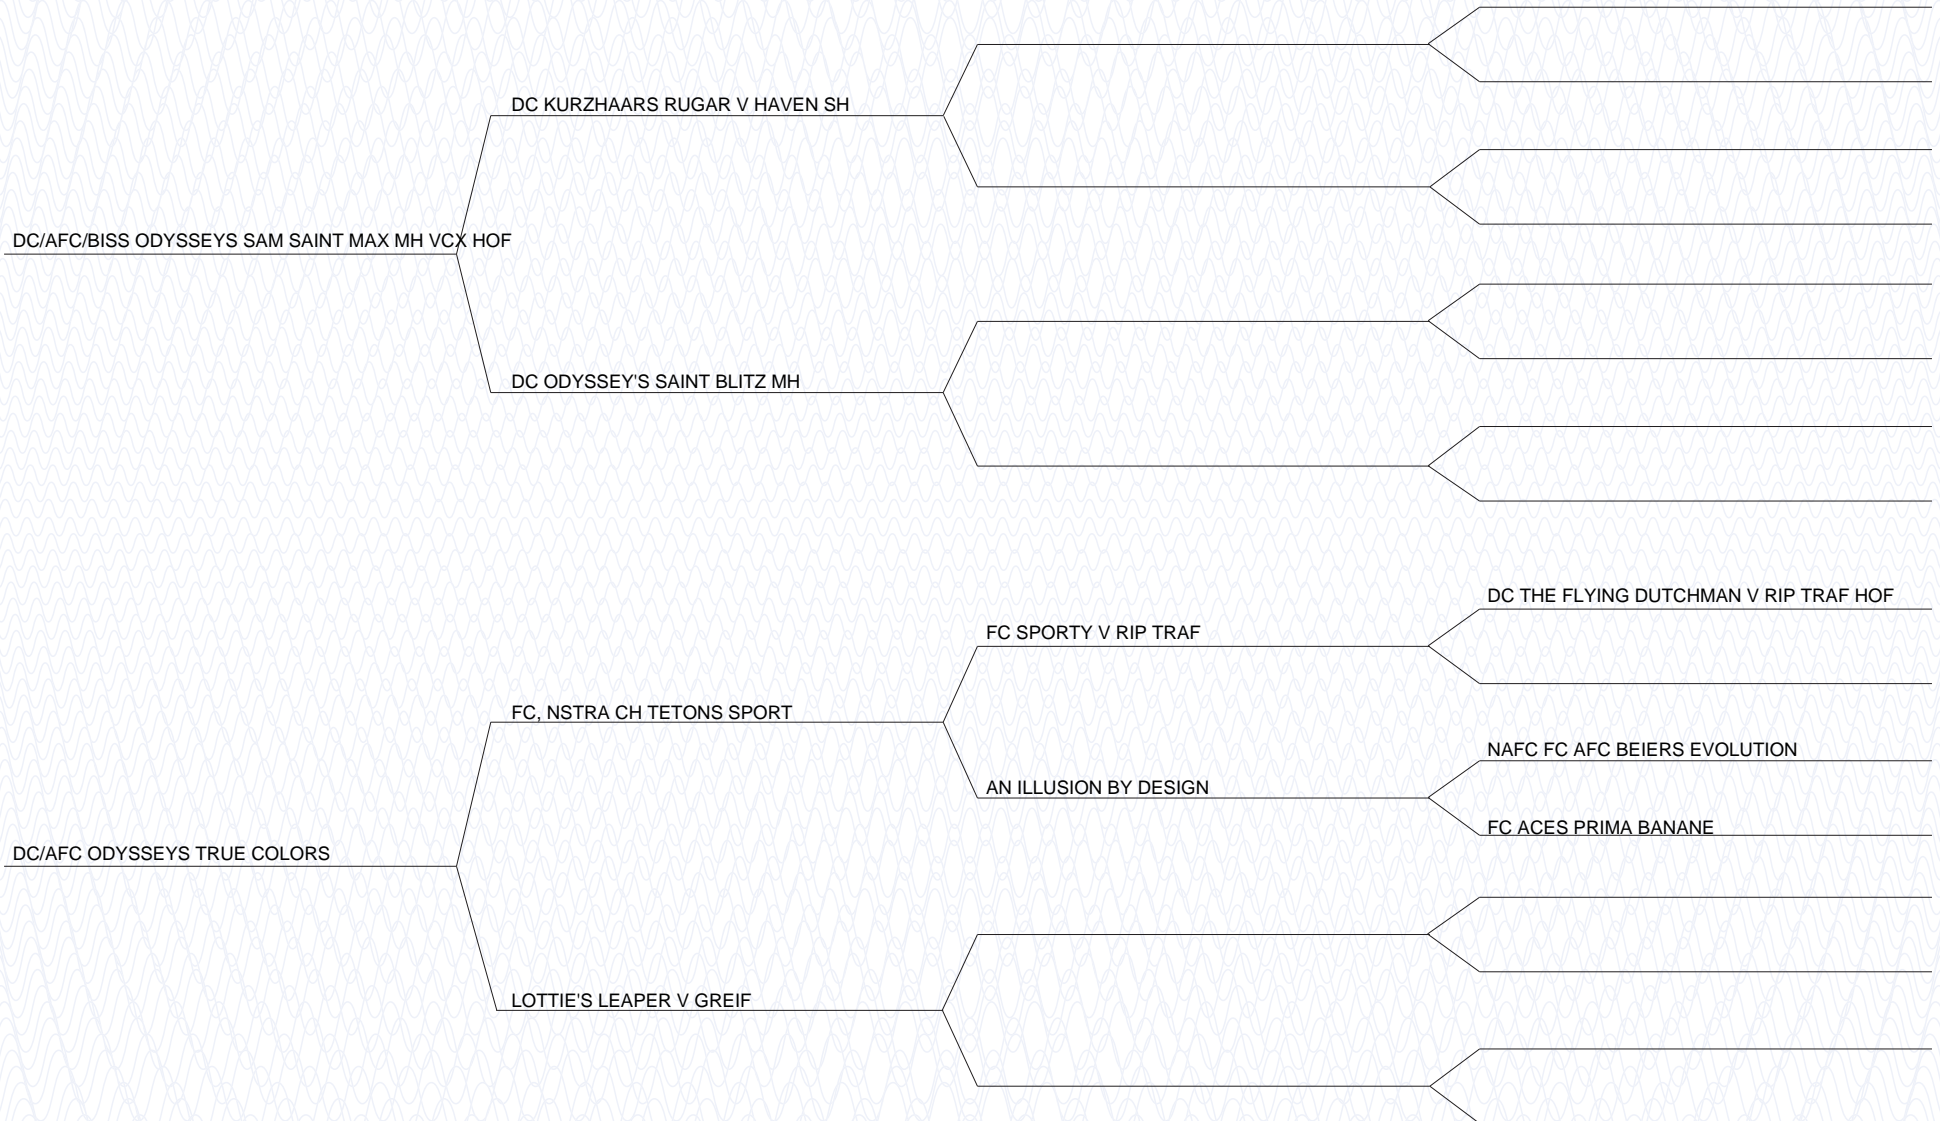 DC KURZHAARS RUGAR V HAVEN SH
DC/AFC/BISS ODYSSEYS SAM SAINT MAX MH VCX HOF
DC ODYSSEY'S SAINT BLITZ MH
DC THE FLYING DUTCHMAN V RIP TRAF HOF
FC SPORTY V RIP TRAF
FC, NSTRA CH TETONS SPORT
NAFC FC AFC BEIERS EVOLUTION
AN ILLUSION BY DESIGN
FC ACES PRIMA BANANE
DC/AFC ODYSSEYS TRUE COLORS
LOTTIE'S LEAPER V GREIF